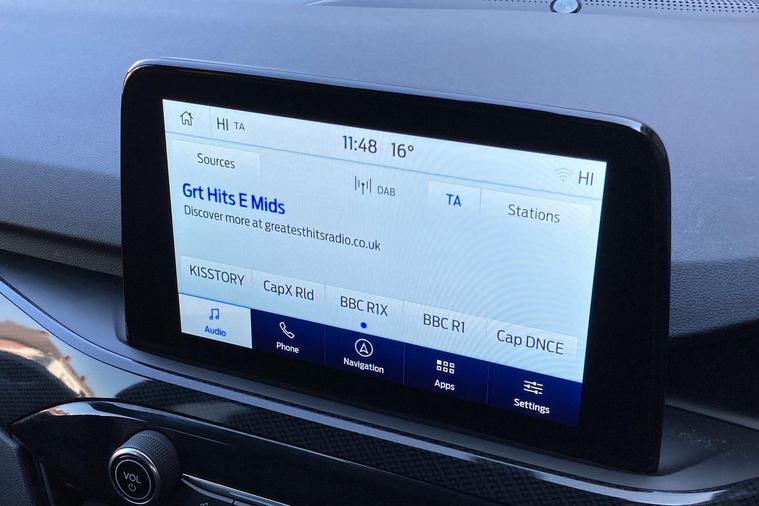 HI TA
11:48 16°
HI
Sources
DAB
TA
Stations
Grt Hits E Mids
Discover more at greatesthitsradio.co.uk
KISSTORY
CapX Rld
BBC R1X
BBC R1
Cap DNCE
Audio
Phone
Navigation
Apps
Settings
VOL